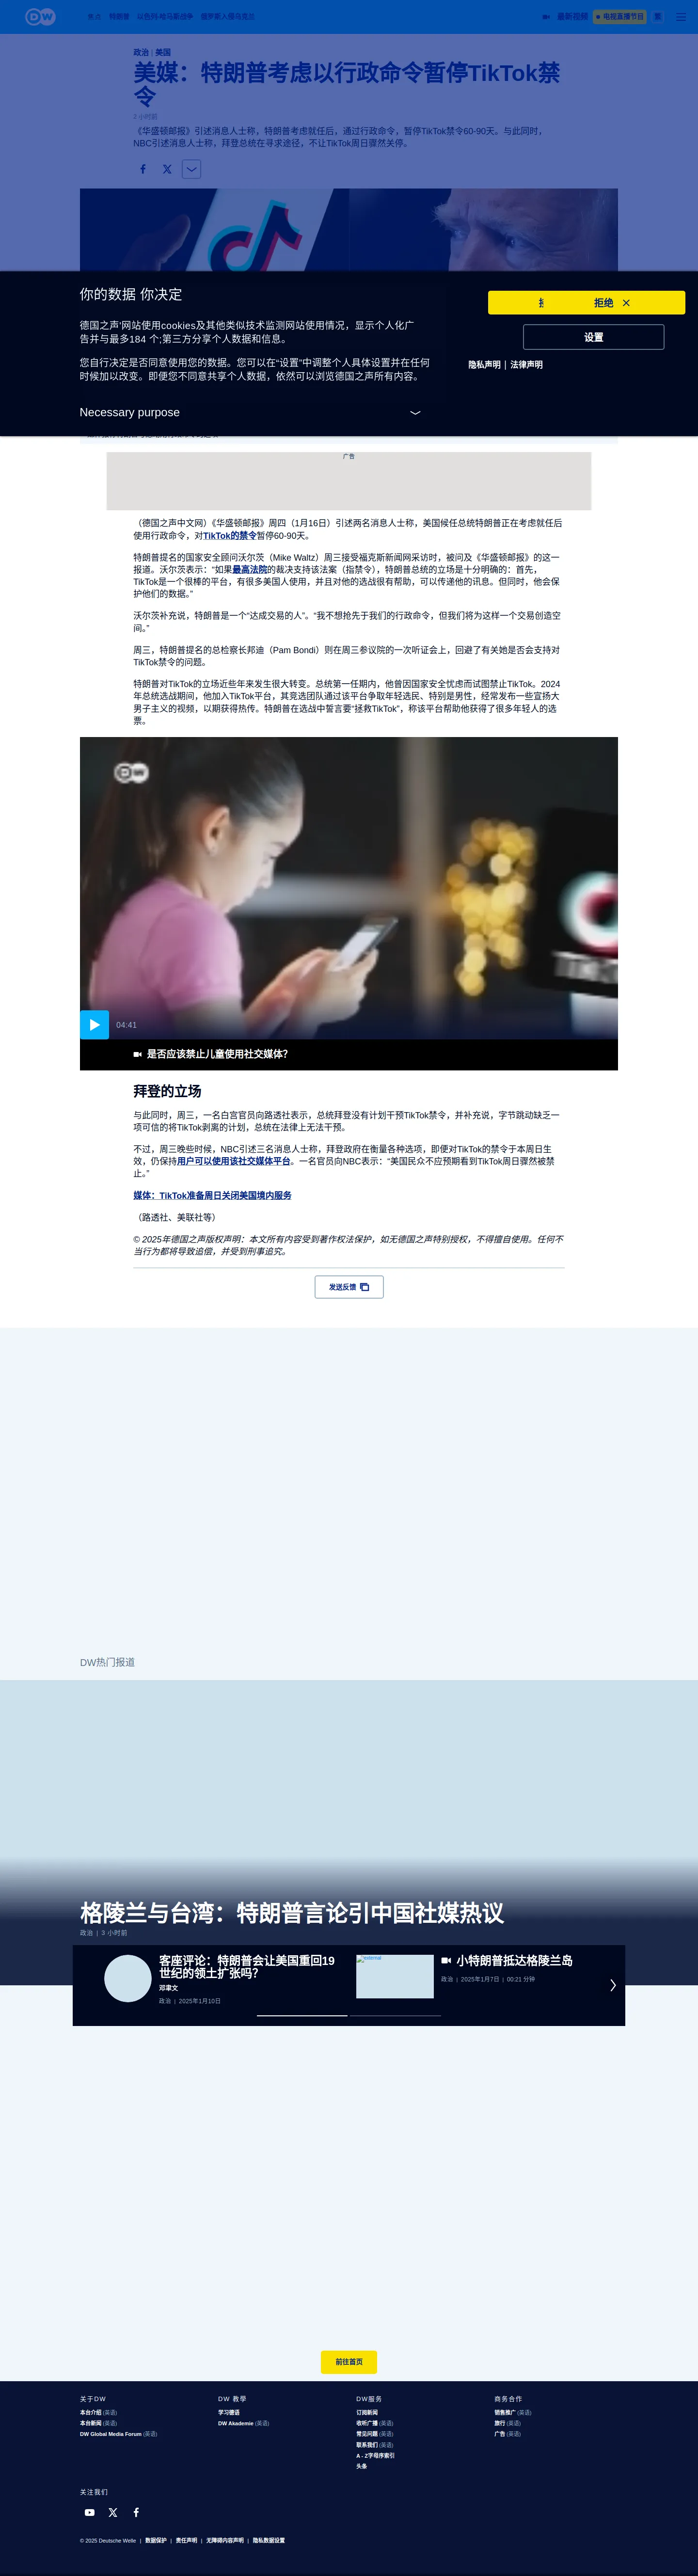 DW
焦点 特朗普 以色列-哈马斯战争 俄罗斯入侵乌克兰
最新视频
电视直播节目
政治 | 美国
美媒：特朗普考虑以行政命令暂停TikTok禁
令
2 小时前
《华盛顿邮报》引述消息人士称，特朗普考虑就任后，通过行政命令，暂停TikTok禁令60-90天。与此同时，
NBC引述消息人士称，拜登总统在寻求途径，不让TikTok周日骤然关停。
你的数据 你决定
德国之声'网站使用cookies及其他类似技术监测网站使用情况，显示个人化广
告并与最多184 个;第三方分享个人数据和信息。
您自行决定是否同意使用您的数据。您可以在“设置”中调整个人具体设置并在任何
时候加以改变。即便您不同意共享个人数据，依然可以浏览德国之声所有内容。
Necessary purpose
拒绝
设置
隐私声明 | 法律声明
广告
（德国之声中文网）《华盛顿邮报》周四（1月16日）引述两名消息人士称，美国候任总统特朗普正在考虑就任后
使用行政命令，对TikTok的禁令暂停60-90天。
特朗普提名的国家安全顾问沃尔茨（Mike Waltz）周三接受福克斯新闻网采访时，被问及《华盛顿邮报》的这一
报道。沃尔茨表示：“如果最高法院的裁决支持该法案（指禁令），特朗普总统的立场是十分明确的：首先，
TikTok是一个很棒的平台，有很多美国人使用，并且对他的选战很有帮助，可以传递他的讯息。但同时，他会保
护他们的数据。”
沃尔茨补充说，特朗普是一个“达成交易的人”。“我不想抢先于我们的行政命令，但我们将为这样一个交易创造空
间。”
周三，特朗普提名的总检察长邦迪（Pam Bondi）则在周三参议院的一次听证会上，回避了有关她是否会支持对
TikTok禁令的问题。
特朗普对TikTok的立场近些年来发生很大转变。总统第一任期内，他曾因国家安全忧虑而试图禁止TikTok。2024
年总统选战期间，他加入TikTok平台，其竞选团队通过该平台争取年轻选民、特别是男性，经常发布一些宣扬大
男子主义的视频，以期获得热传。特朗普在选战中誓言要“拯救TikTok”，称该平台帮助他获得了很多年轻人的选
票。
DW
04:41
是否应该禁止儿童使用社交媒体？
拜登的立场
与此同时，周三，一名白宫官员向路透社表示，总统拜登没有计划干预TikTok禁令，并补充说，字节跳动缺乏一
项可信的将TikTok剥离的计划，总统在法律上无法干预。
不过，周三晚些时候，NBC引述三名消息人士称，拜登政府在衡量各种选项，即便对TikTok的禁令于本周日生
效，仍保持用户可以使用该社交媒体平台。一名官员向NBC表示：“美国民众不应预期看到TikTok周日骤然被禁
止。”
媒体：TikTok准备周日关闭美国境内服务
（路透社、美联社等）
© 2025年德国之声版权声明：本文所有内容受到著作权法保护，如无德国之声特别授权，不得擅自使用。任何不
当行为都将导致追偿，并受到刑事追究。
发送反馈
DW热门报道
格陵兰与台湾：特朗普言论引中国社媒热议
政治 | 3 小时前
客座评论：特朗普会让美国重回19
世纪的领土扩张吗？
邓聿文
政治 | 2025年1月10日
external
小特朗普抵达格陵兰岛
政治 | 2025年1月7日 | 00:21 分钟
前往首页
关于DW
本台介绍 (英语)
本台新闻 (英语)
DW Global Media Forum (英语)
DW 教學
学习德语
DW Akademie (英语)
DW服务
订阅新闻
收听广播 (英语)
常见问题 (英语)
联系我们 (英语)
A - Z字母序索引
头条
商务合作
销售推广 (英语)
旅行 (英语)
广告 (英语)
关注我们
© 2025 Deutsche Welle | 数据保护 | 责任声明 | 无障碍内容声明 | 隐私数据设置